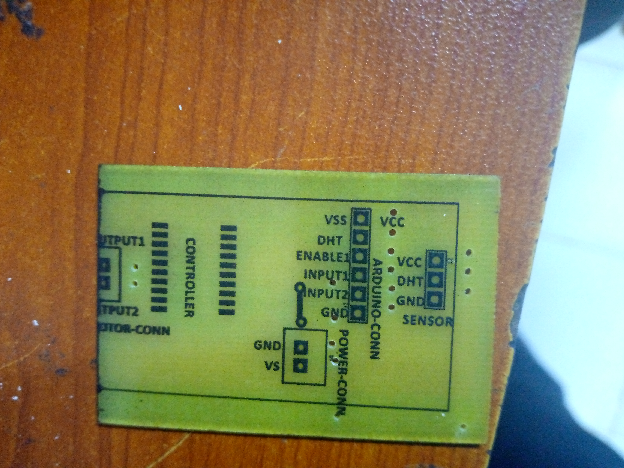 VSS
VCC
DHT
ENABLE1
INPUT1
INPUT2
GND
ARDUINO-CONN
VCC
DHT
GND
SENSOR
CONTROLLER
UTPUT1
TPUT2
OTOR-CONN
GND
VS
POWER-CONN